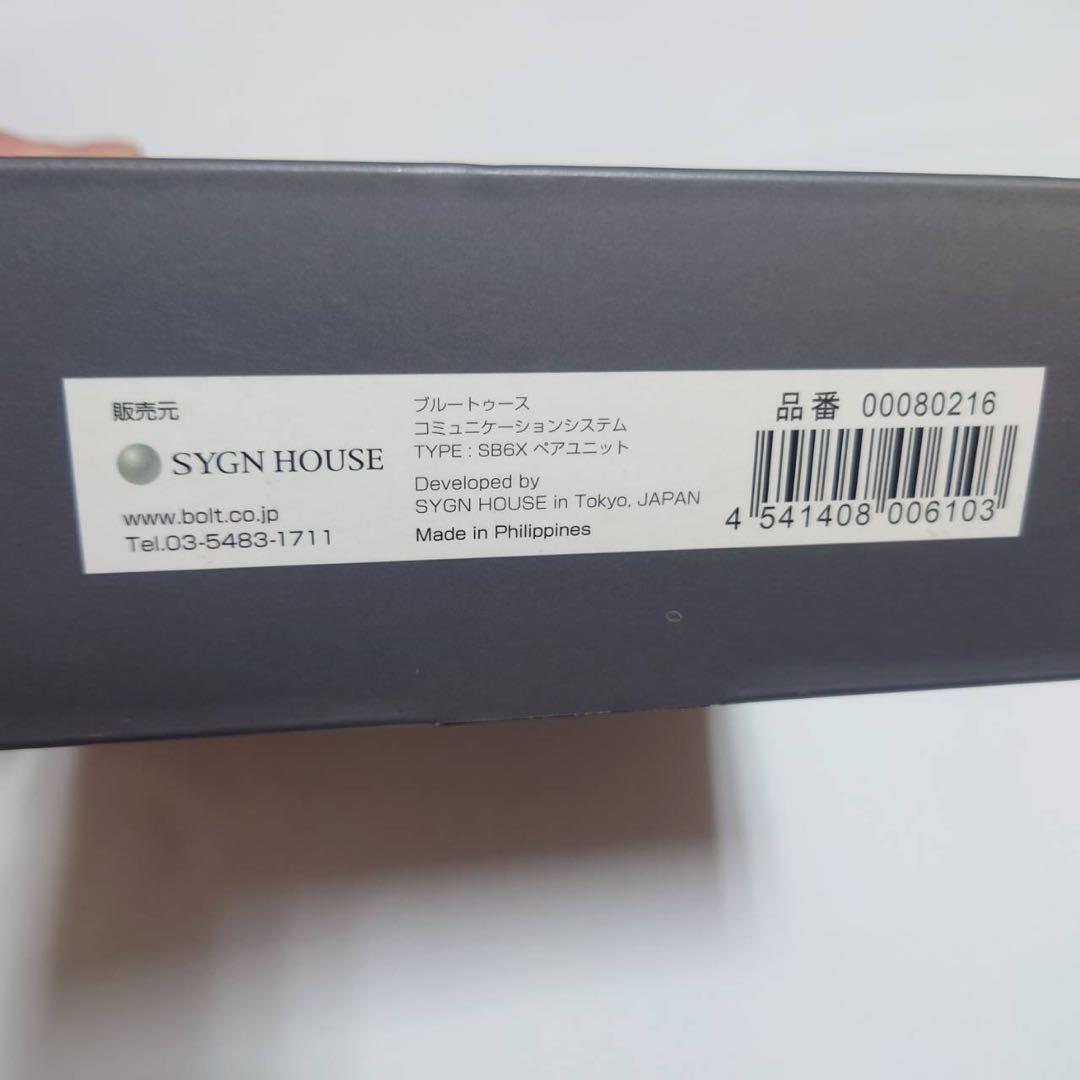 販売元
SYGN HOUSE
www.bolt.co.jp
Tel.03-5483-1711
ブルートゥース
コミュニケーションシステム
TYPE : SB6X ペアユニット
Developed by
SYGN HOUSE in Tokyo, JAPAN
Made in Philippines
品番 00080216
4 541408 006103